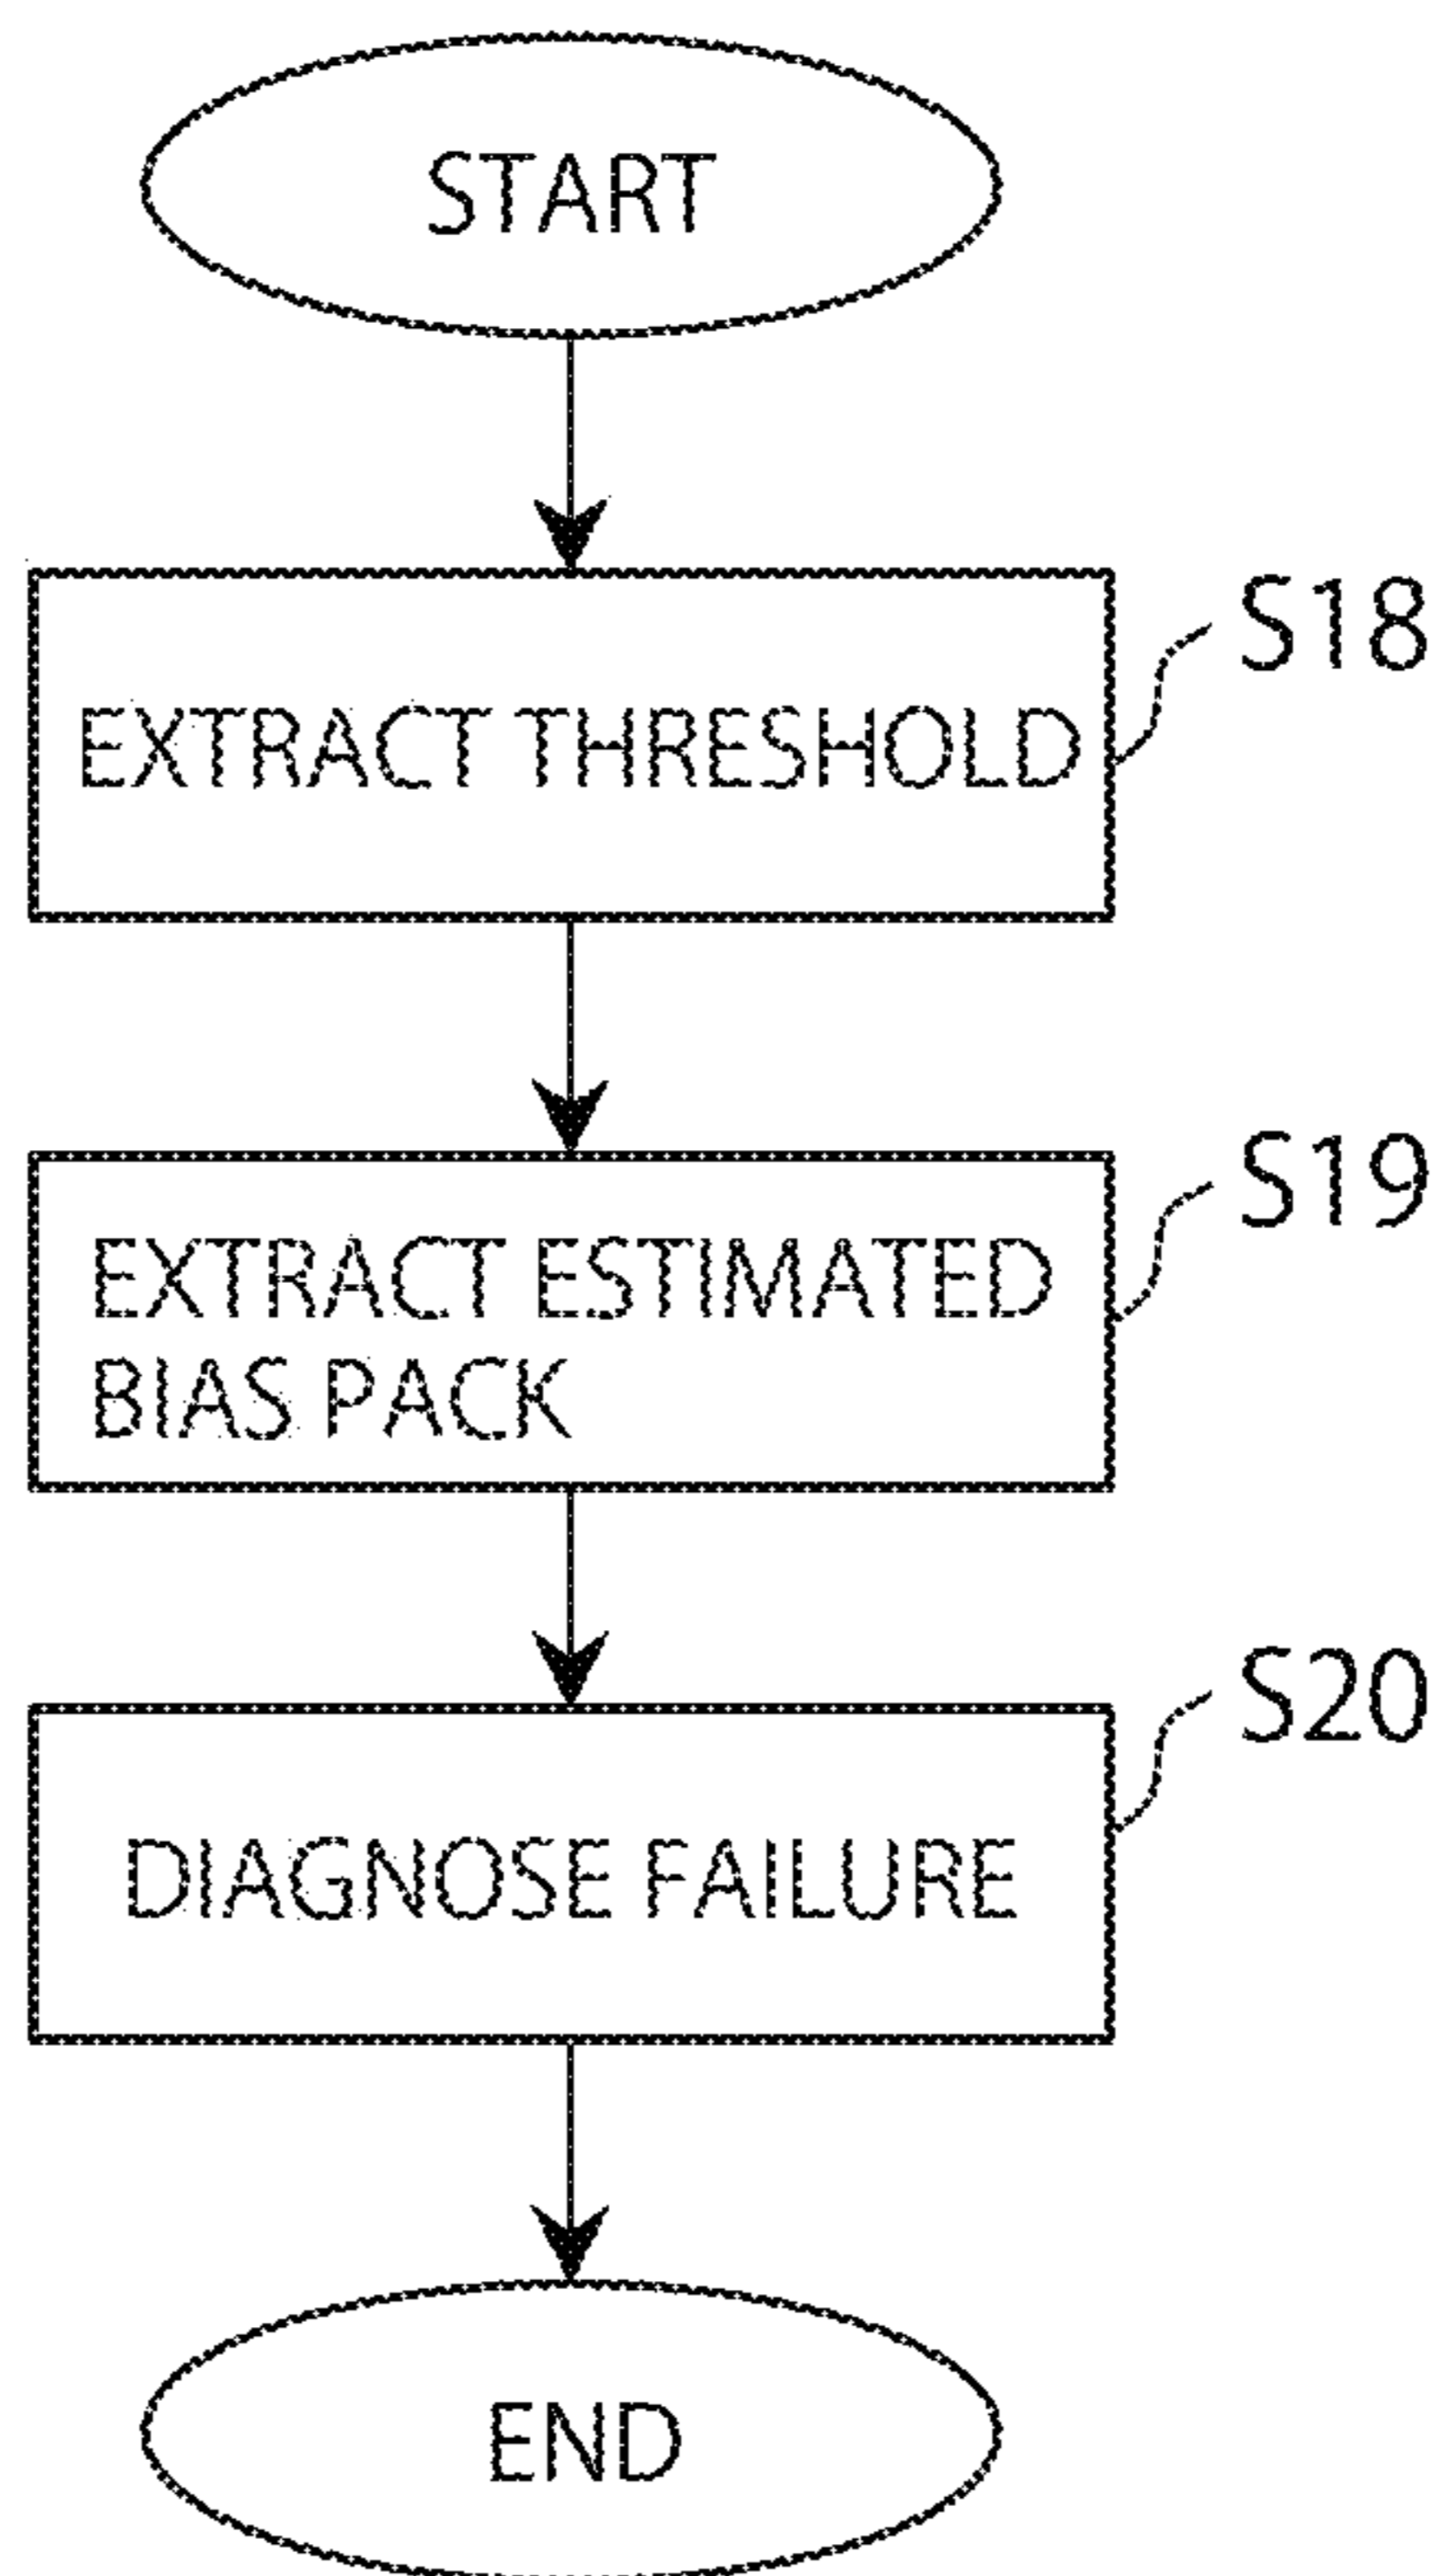 START
S18
EXTRACT THRESHOLD
S19
EXTRACT ESTIMATED
BIAS PACK
S20
DIAGNOSE FAILURE
END